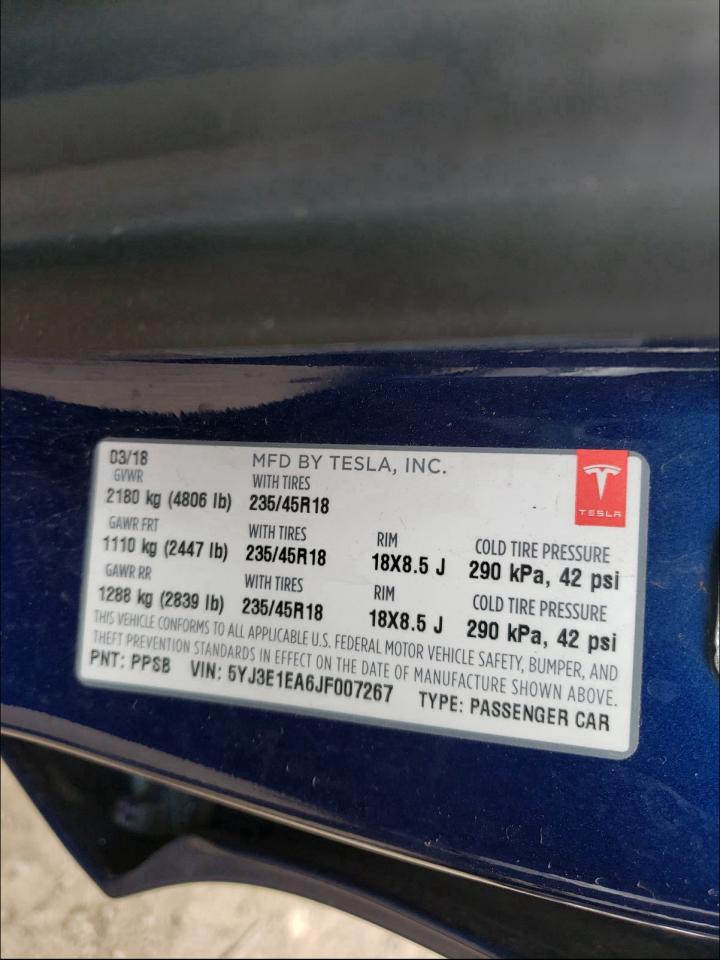 03/18 MFD BY TESLA, INC.
GVWR WITH TIRES
2180 kg (4806 lb) 235/45R18
TESLA
GAWR FRT WITH TIRES RIM COLD TIRE PRESSURE
1110 kg (2447 lb) 235/45R18 18X8.5 J 290 kPa, 42 psi
GAWR RR WITH TIRES RIM COLD TIRE PRESSURE
1288 kg (2839 lb) 235/45R18 18X8.5 J 290 kPa, 42 psi
THIS VEHICLE CONFORMS TO ALL APPLICABLE U.S. FEDERAL MOTOR VEHICLE SAFETY, BUMPER, AND
THEFT PREVENTION STANDARDS IN EFFECT ON THE DATE OF MANUFACTURE SHOWN ABOVE.
PNT: PPSB VIN: 5YJ3E1EA6JF007267 TYPE: PASSENGER CAR